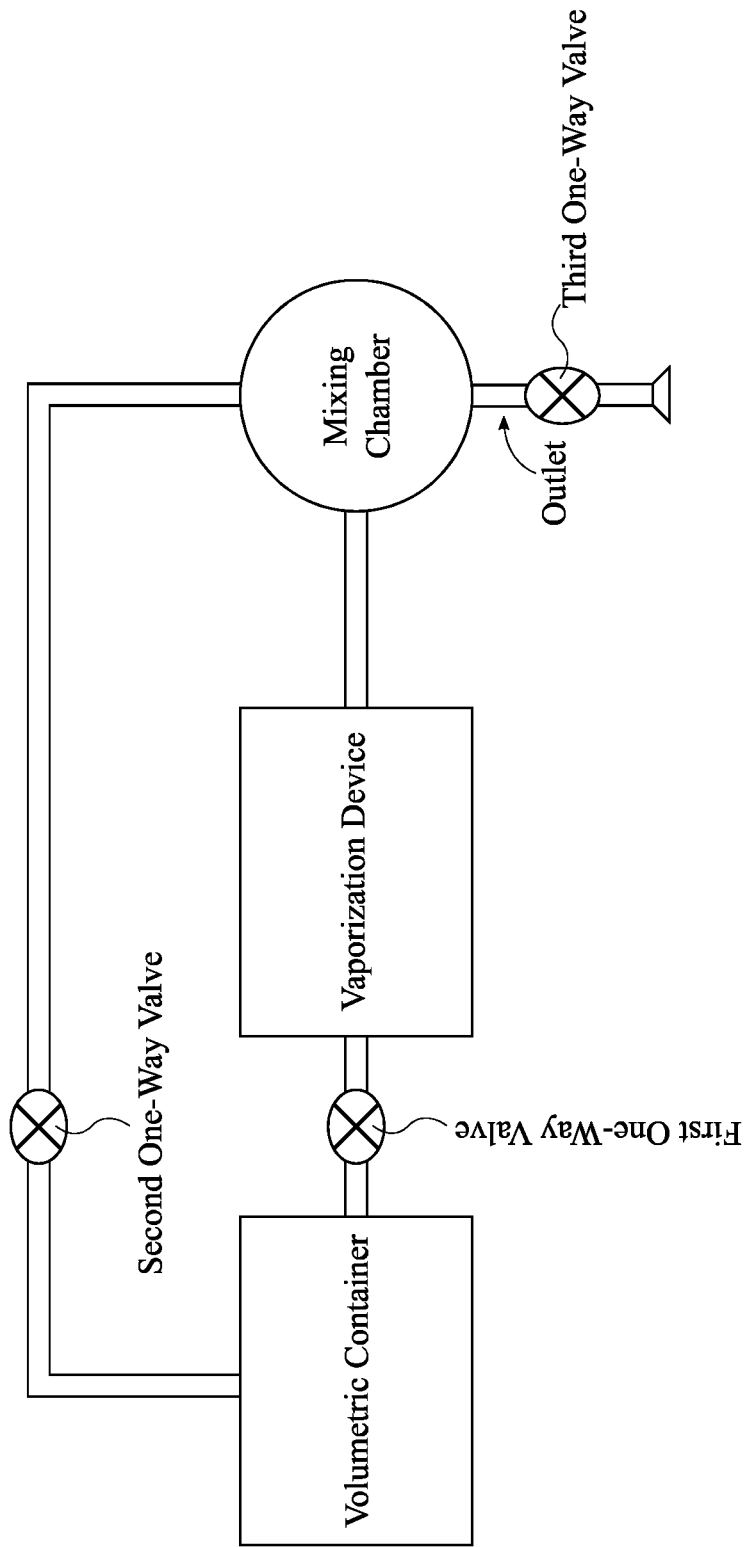 Second One-Way Valve
Volumetric Container
First One-Way Valve
Vaporization Device
Mixing
Chamber
Outlet
Third One-Way Valve